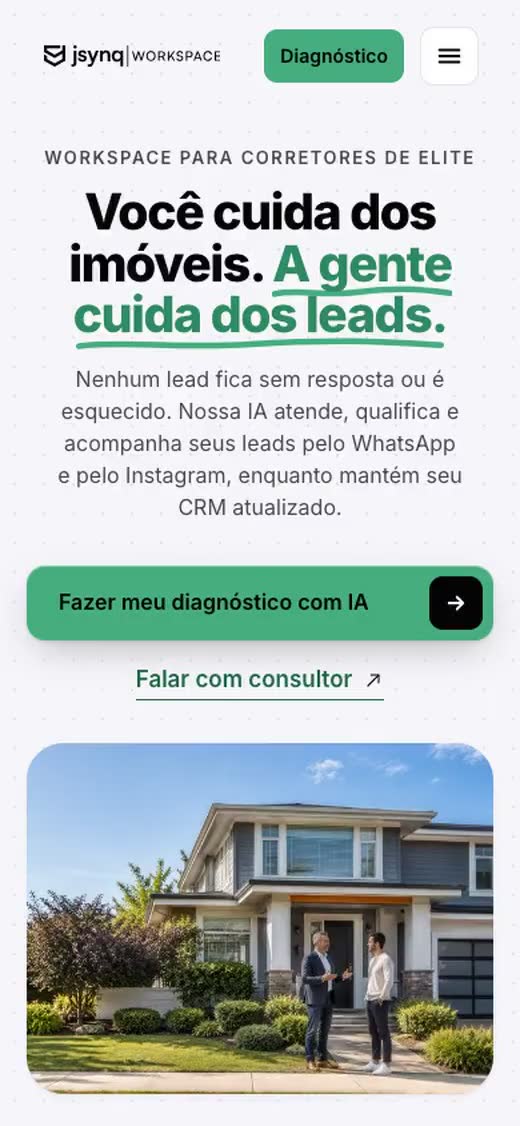 jsynq|WORKSPACE
Diagnóstico
WORKSPACE PARA CORRETORES DE ELITE
Você cuida dos
imóveis. A gente
cuida dos leads.
Nenhum lead fica sem resposta ou é
esquecido. Nossa IA atende, qualifica e
acompanha seus leads pelo WhatsApp
e pelo Instagram, enquanto mantém seu
CRM atualizado.
Fazer meu diagnóstico com IA
Falar com consultor